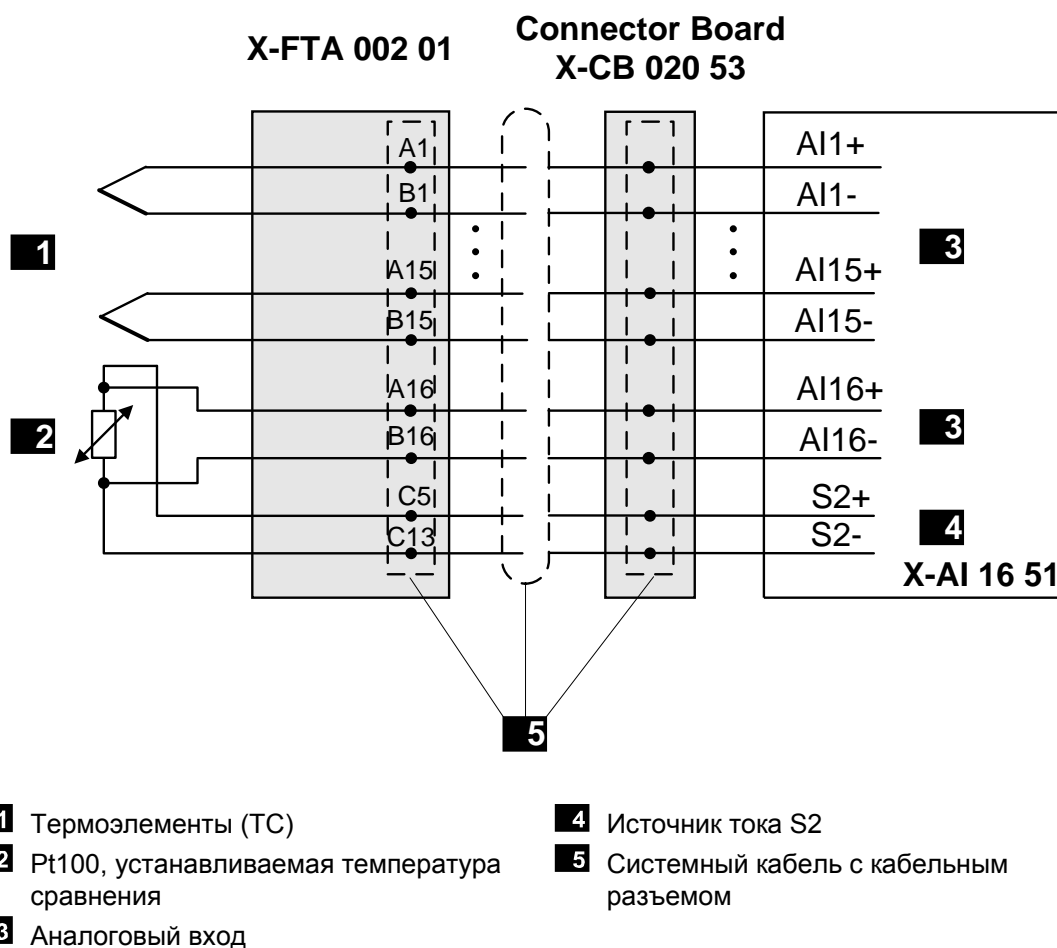 X-FTA 002 01
Connector Board
X-CB 020 53
A1
AI1+
B1
AI1-
1
3
A15
AI15+
B15
AI15-
A16
AI16+
2
3
B16
AI16-
C5
S2+
C13
S2-
4
X-AI 16 51
5
1 Термоэлементы (TC)
2 Pt100, устанавливаемая температура
сравнения
3 Аналоговый вход
4 Источник тока S2
5 Системный кабель с кабельным
разъемом